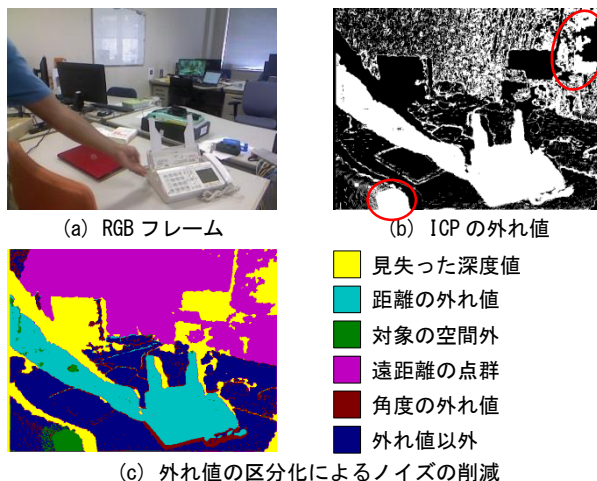 (a) RGB フレーム
(b) ICP の外れ値
見失った深度値
距離の外れ値
対象の空間外
遠距離の点群
角度の外れ値
外れ値以外
(c) 外れ値の区分化によるノイズの削減